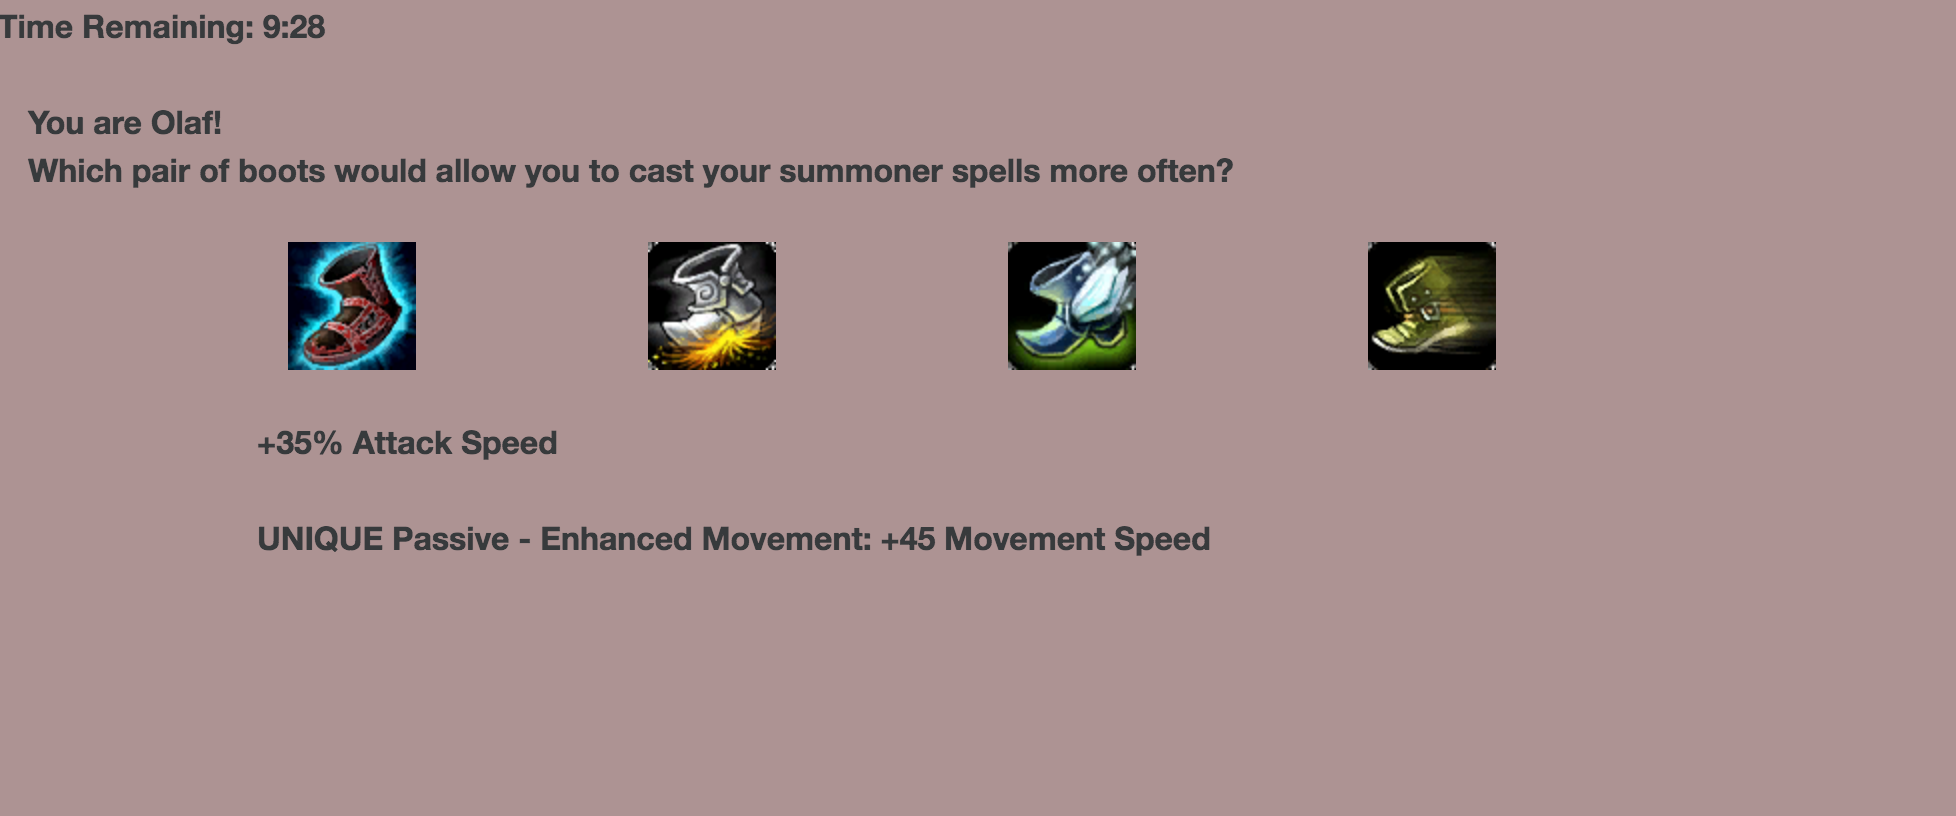 Time Remaining: 9:28
You are Olaf!
Which pair of boots would allow you to cast your summoner spells more often?
+35% Attack Speed
UNIQUE Passive - Enhanced Movement: +45 Movement Speed